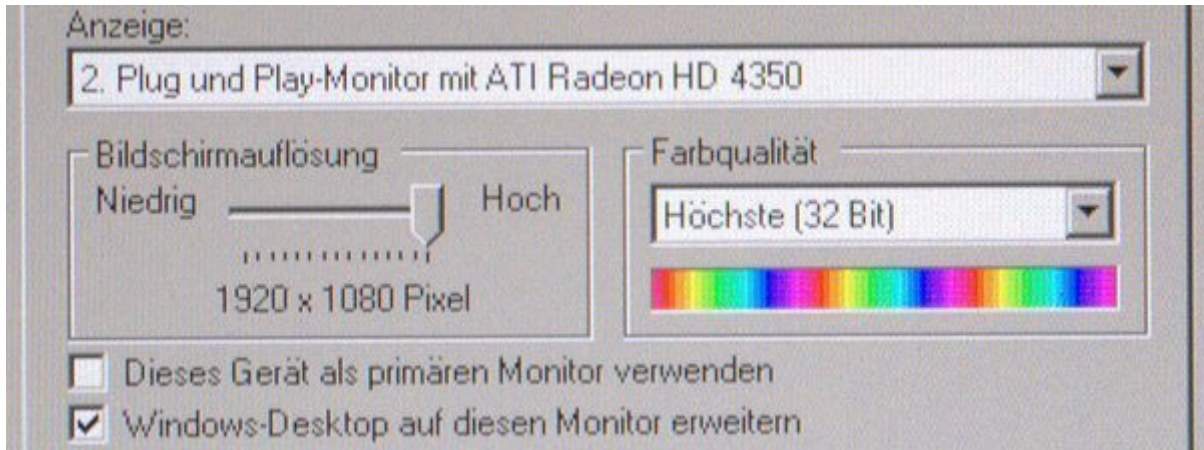 Anzeige:
2. Plug und Play-Monitor mit ATI Radeon HD 4350
Bildschirmauflösung
Niedrig Hoch
1920 x 1080 Pixel
Farbqualität
Höchste (32 Bit)
Dieses Gerät als primären Monitor verwenden
Windows-Desktop auf diesen Monitor erweitern